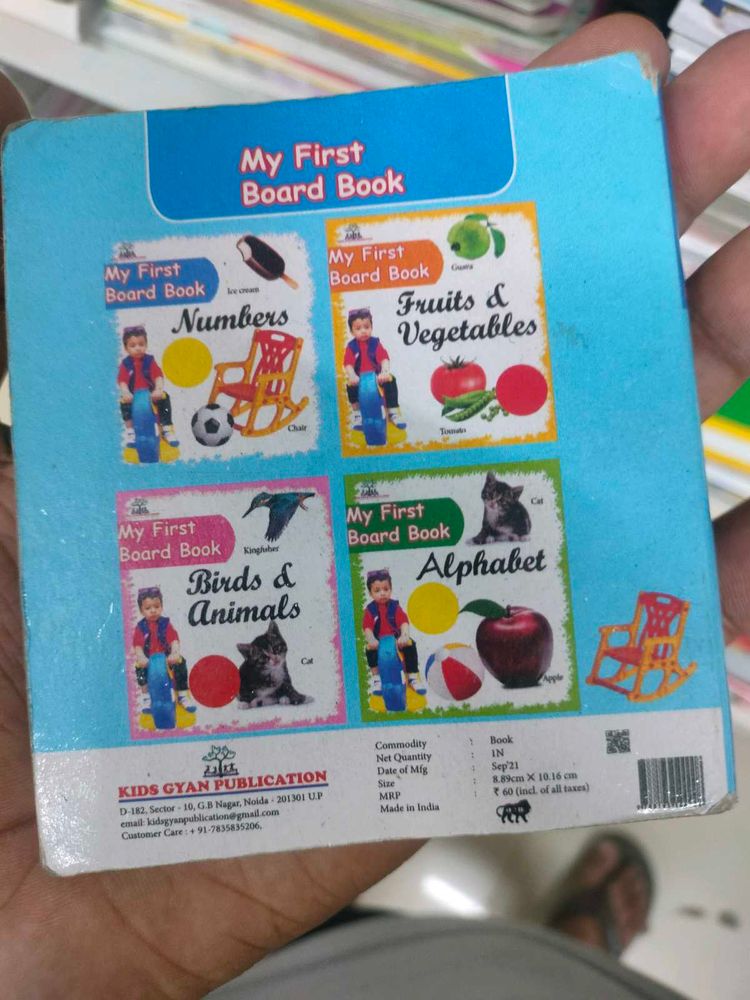 My First
Board Book
My First
Board Book
Ice cream
Numbers
Chair
My First
Board Book
Guava
Fruits &
Vegetables
Tomato
My First
Board Book
Kingfisher
Birds &
Animals
Cat
My First
Board Book
Cat
Alphabet
Apple
KIDS GYAN PUBLICATION
D-182, Sector - 10, G.B Nagar, Noida - 201301 U.P
email: kidsgyanpublication@gmail.com
Customer Care : + 91-7835835206,
Commodity : Book
Net Quantity : 1N
Date of Mfg : Sep'21
Size : 8.89cm X 10.16 cm
MRP : ₹ 60 (incl. of all taxes)
Made in India